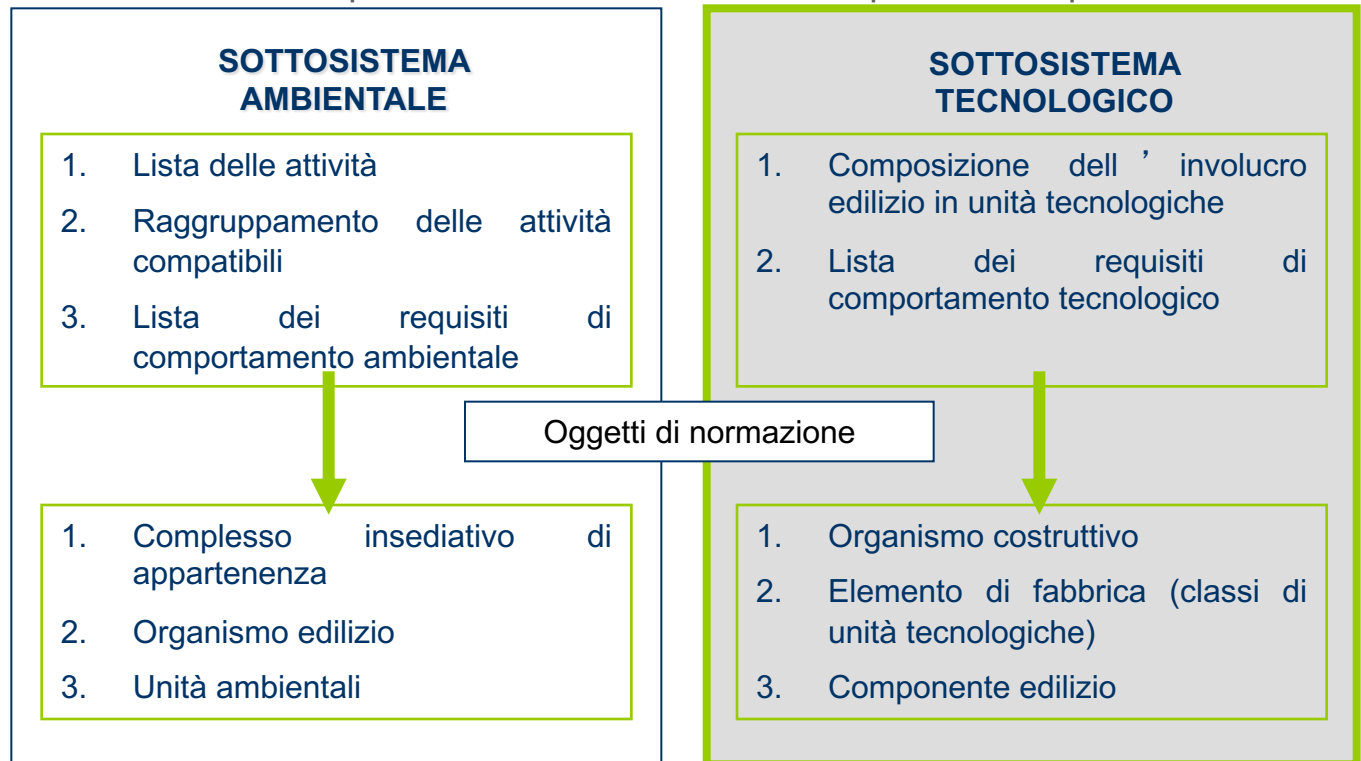 SOTTOSISTEMA
AMBIENTALE
1. Lista delle attività
2. Raggruppamento delle attività
compatibili
3. Lista dei requisiti di
comportamento ambientale
SOTTOSISTEMA
TECNOLOGICO
1. Composizione dell ’ involucro
edilizio in unità tecnologiche
2. Lista dei requisiti di
comportamento tecnologico
Oggetti di normazione
1. Complesso insediativo di
appartenenza
2. Organismo edilizio
3. Unità ambientali
1. Organismo costruttivo
2. Elemento di fabbrica (classi di
unità tecnologiche)
3. Componente edilizio